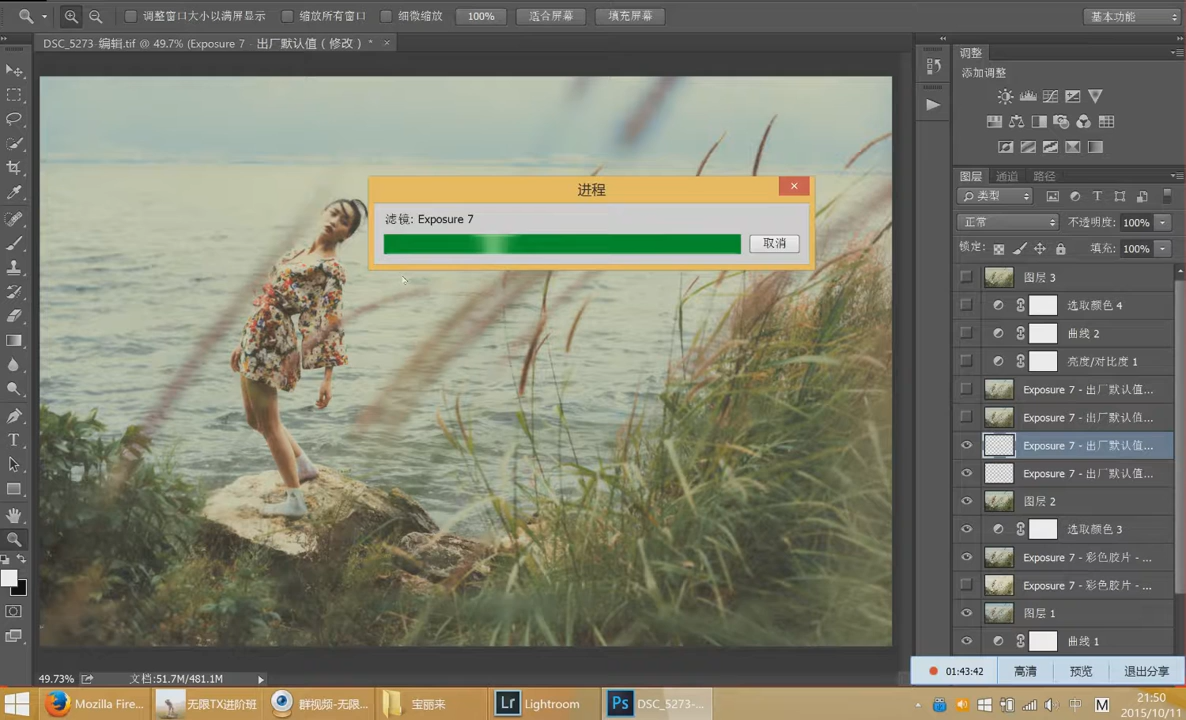 调整窗口大小以满屏显示 缩放所有窗口 细微缩放 100% 适合屏幕 填充屏幕 基本功能
DSC_5273-编辑.tif @ 49.7% (Exposure 7 - 出厂默认值（修改）* ×
调整
添加调整
进程
滤镜: Exposure 7
取消
图层 通道 路径
类型
正常 不透明度: 100%
锁定: 填充: 100%
图层 3
选取颜色 4
曲线 2
亮度/对比度 1
Exposure 7 - 出厂默认值...
Exposure 7 - 出厂默认值...
Exposure 7 - 出厂默认值...
Exposure 7 - 出厂默认值...
图层 2
选取颜色 3
Exposure 7 - 彩色胶片 - ...
Exposure 7 - 彩色胶片 - ...
图层 1
曲线 1
49.73% 文档:51.7M/481.1M
01:43:42 高清 预览 退出分享
Mozilla Fire... 无限TX进阶班 群视频-无限... 宝丽来 Lr Lightroom Ps DSC_5273-...
中 M
21:50
2015/10/11